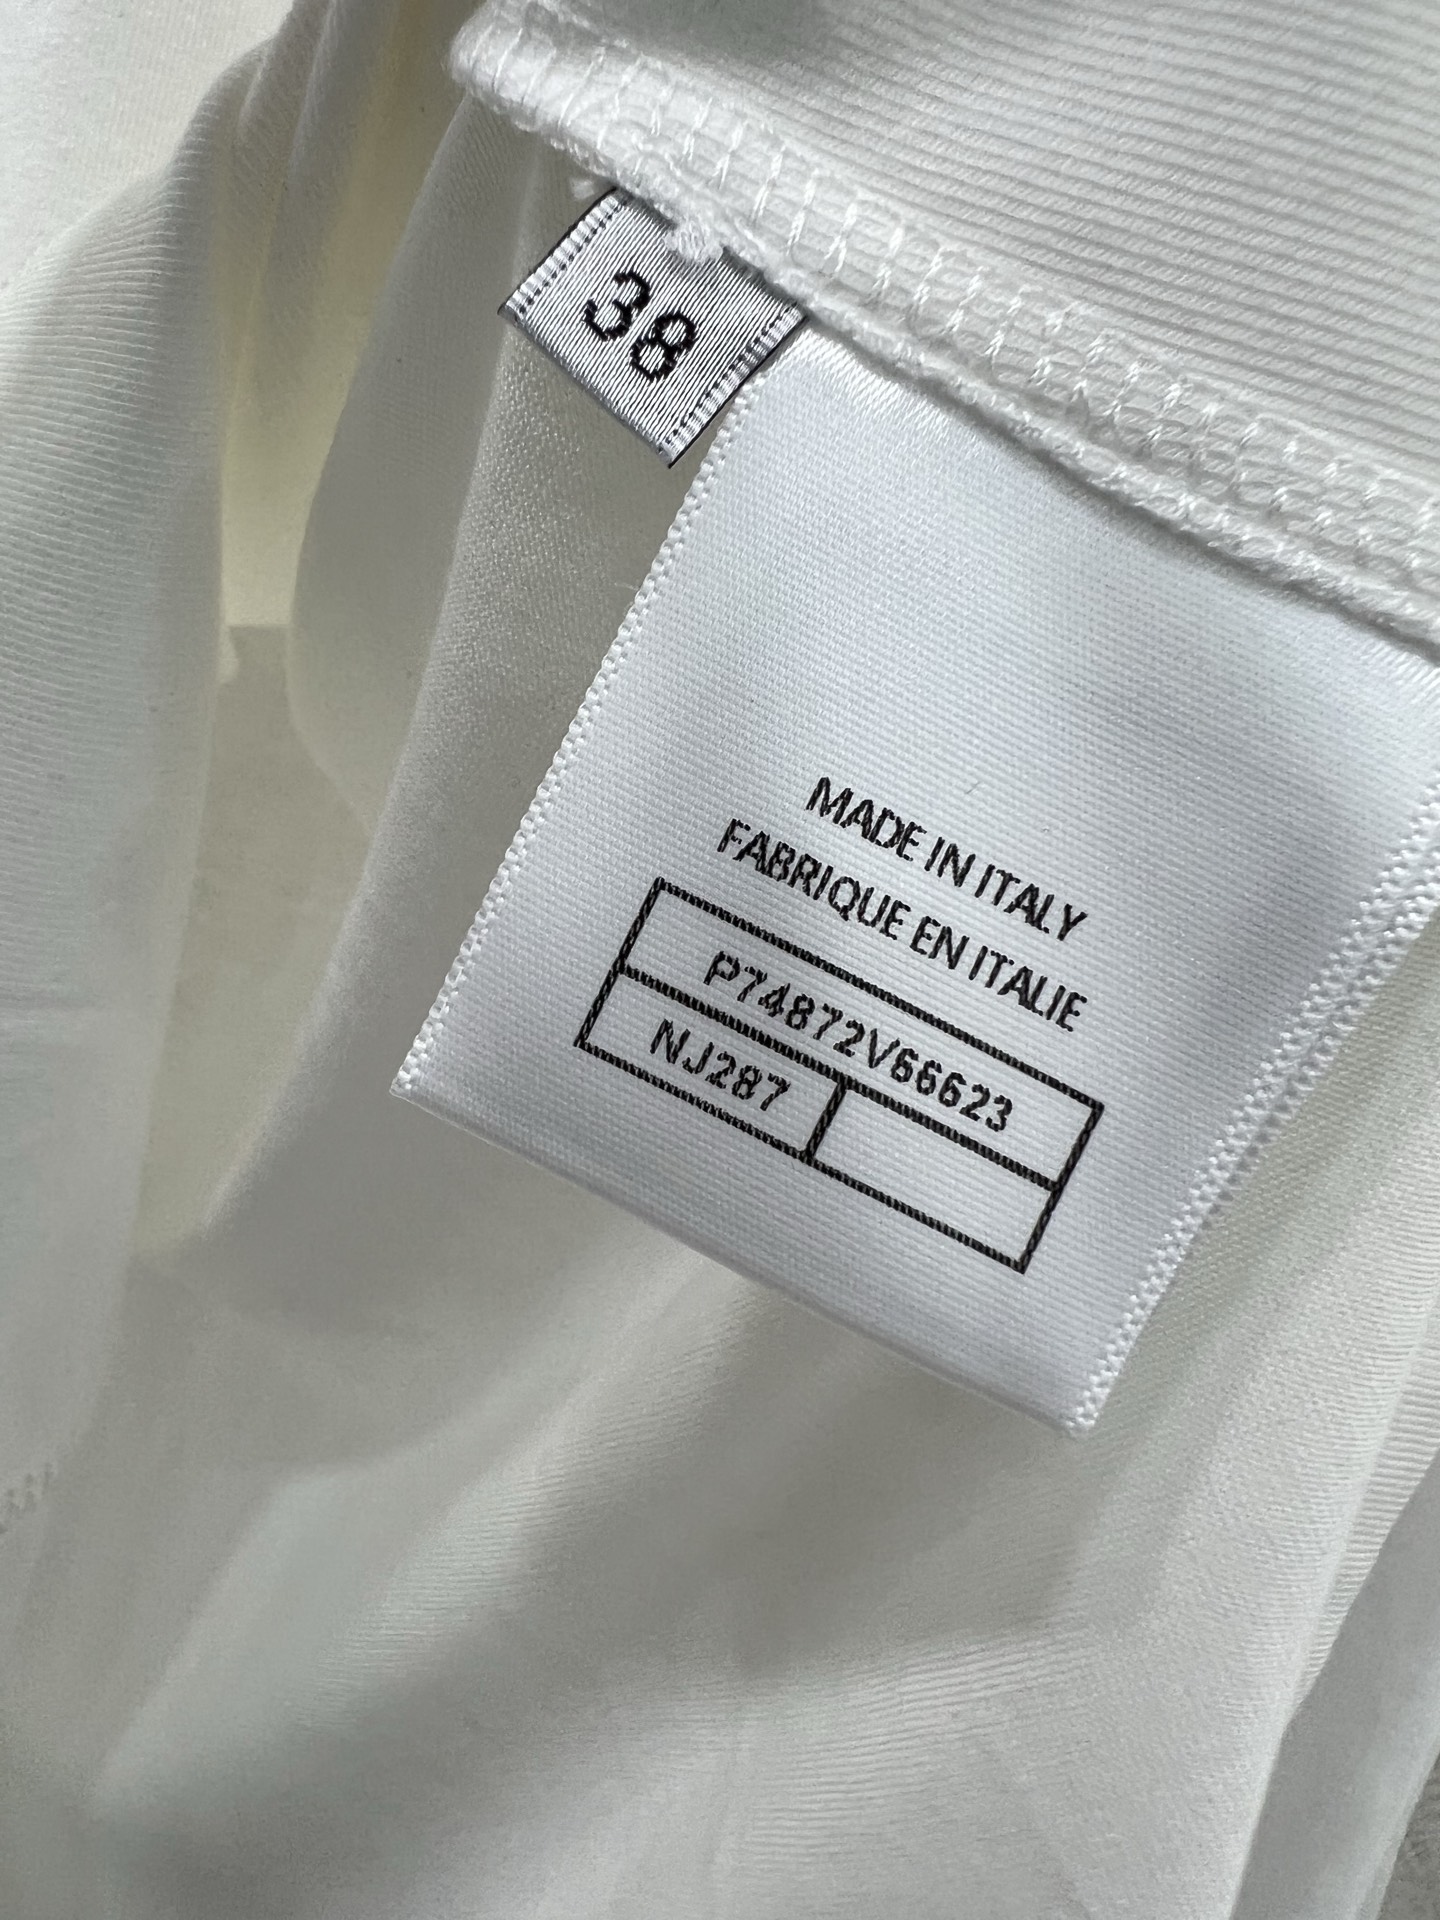 38
MADE IN ITALY
FABRIQUE EN ITALIE
P74872V66623
NJ287